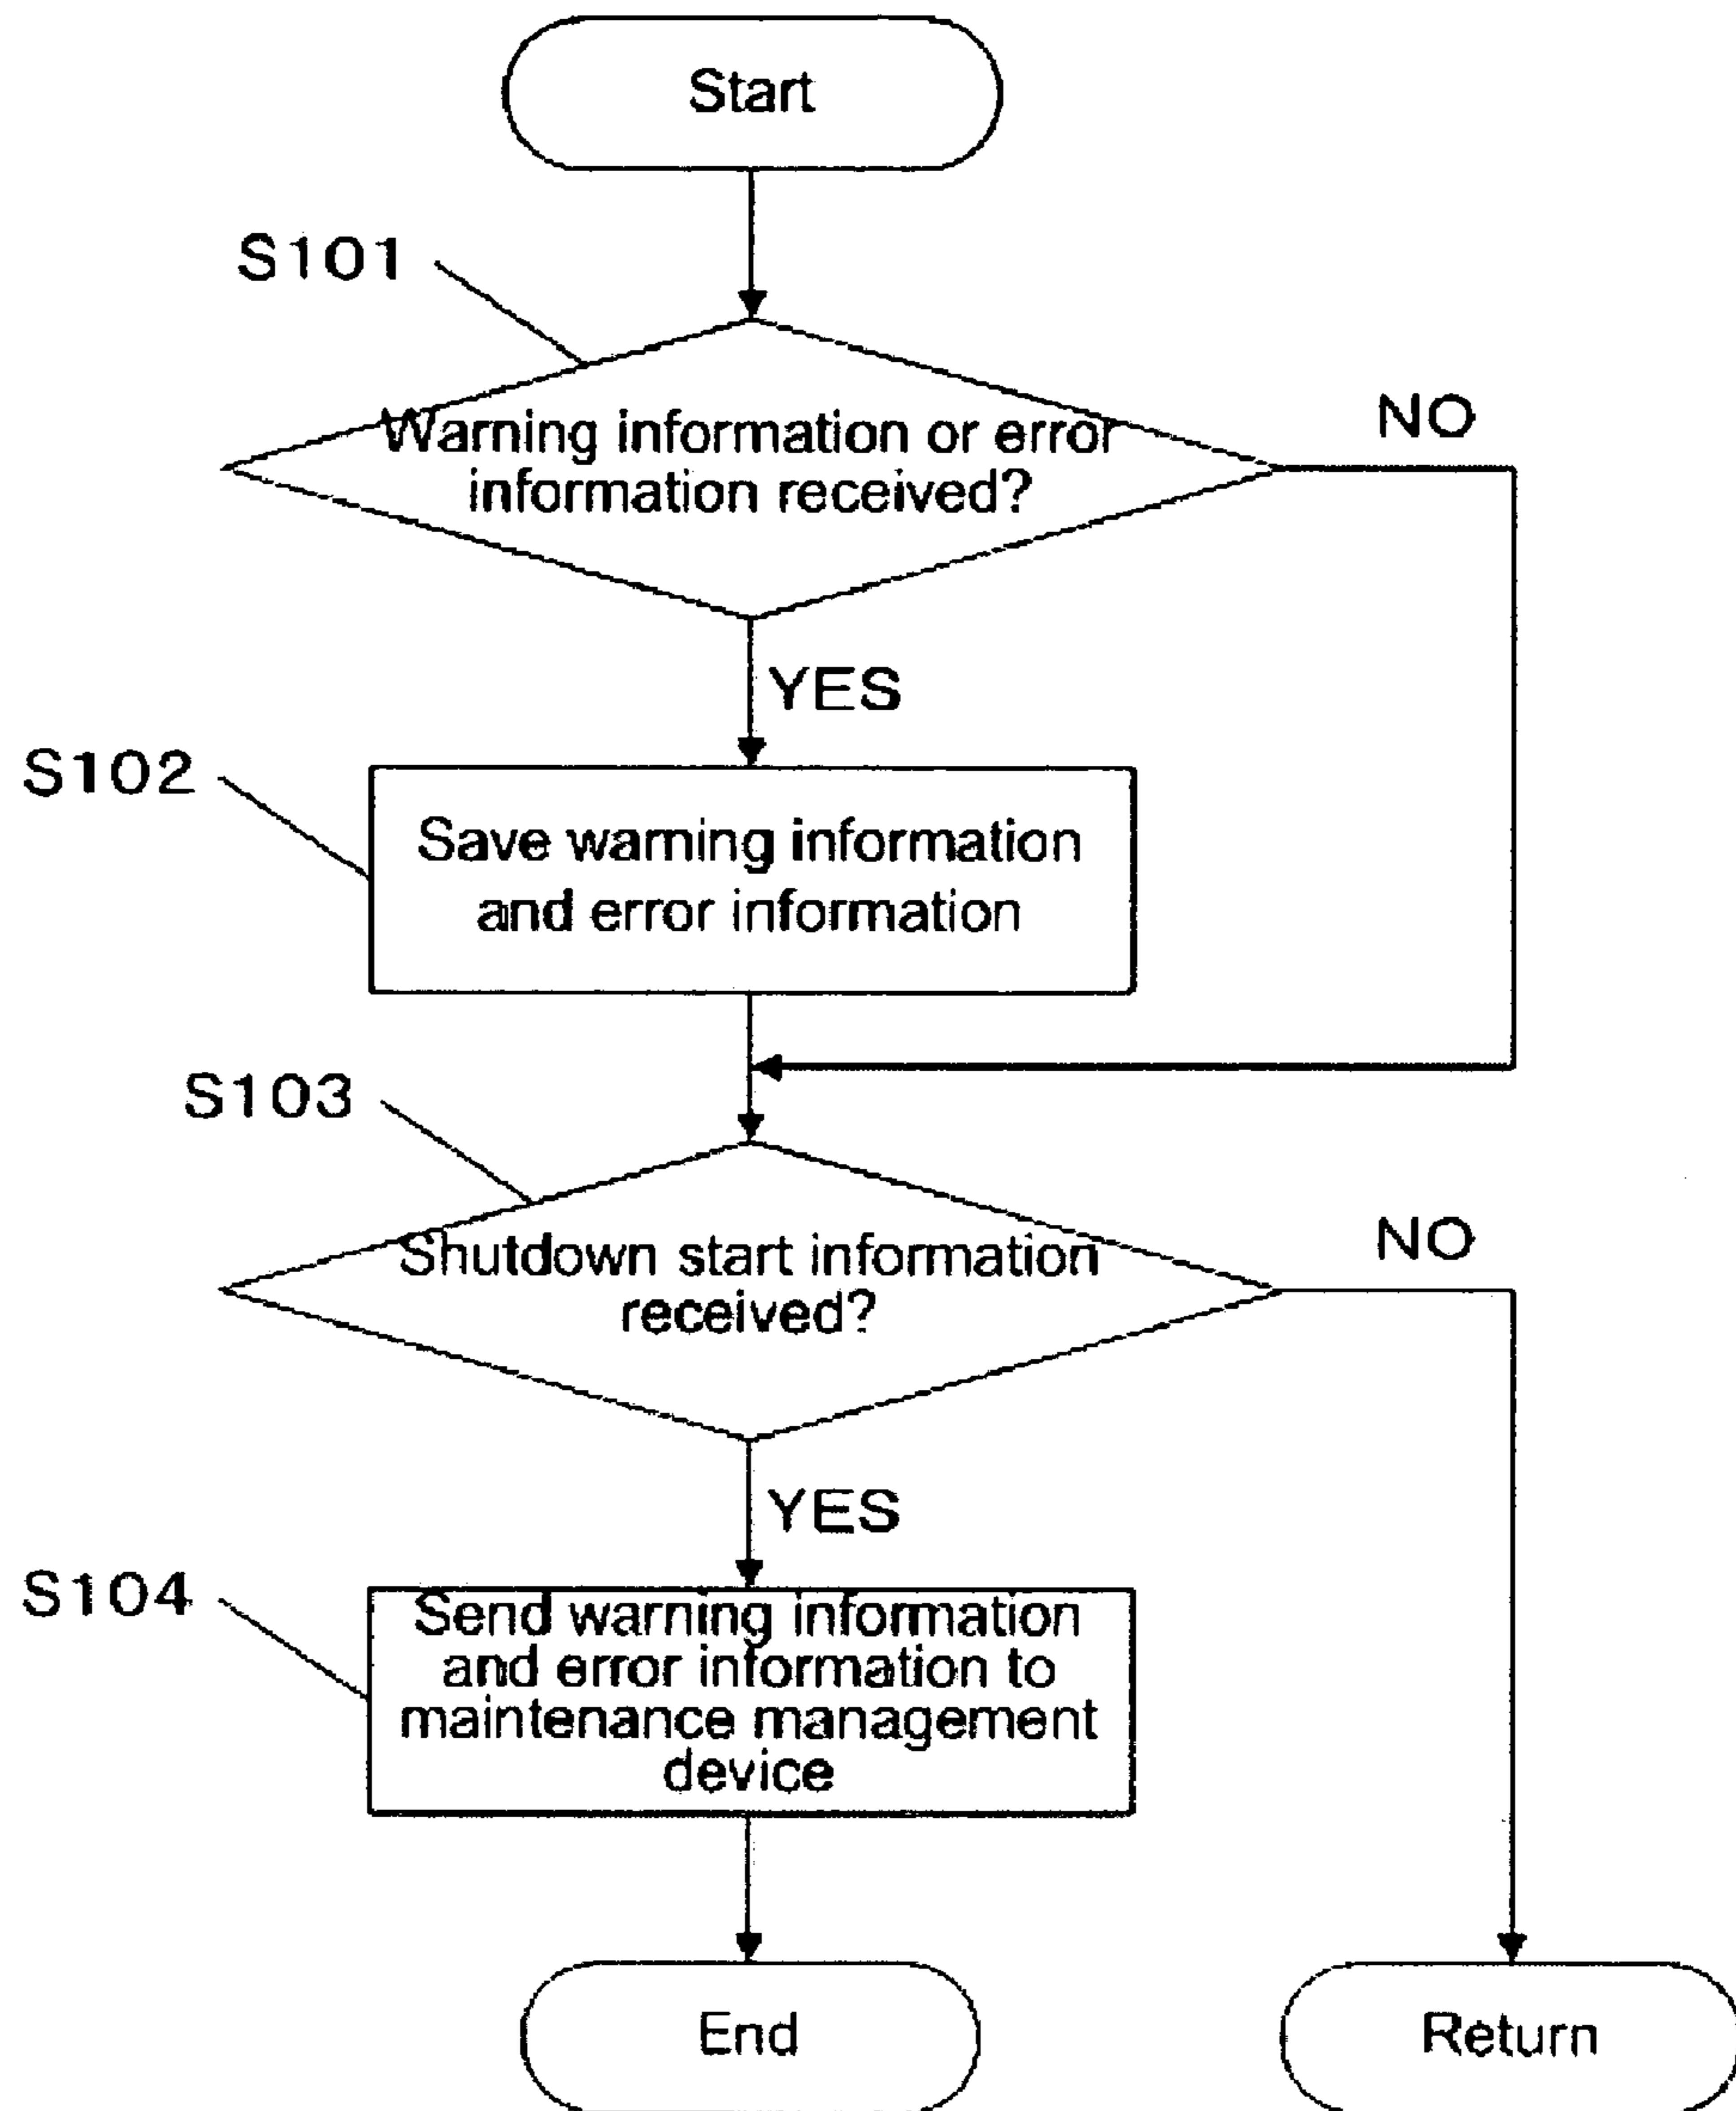 Start
S101
Warning information or error
information received?
NO
YES
S102
Save warning information
and error information
S103
Shutdown start information
received?
NO
YES
S104
Send warning information
and error information to
maintenance management
device
End
Return